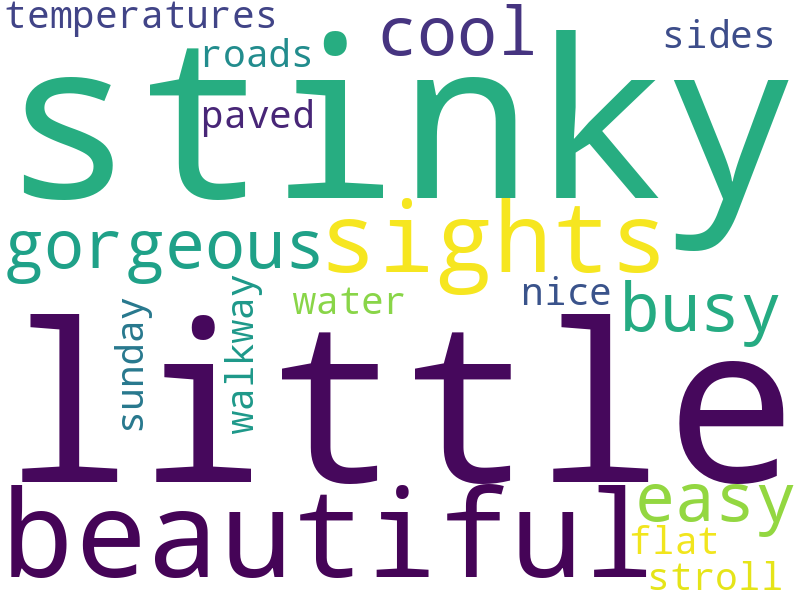 temperatures
cool
sides
roads
stinky
paved
gorgeous
sights
sunday
walkway
water
nice
busy
little
beautiful
easy
flat
stroll